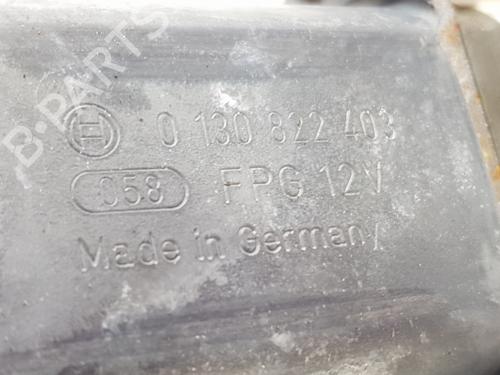 B-PARTS
0 130 822 403
058 FPG 12V
Made in Germany